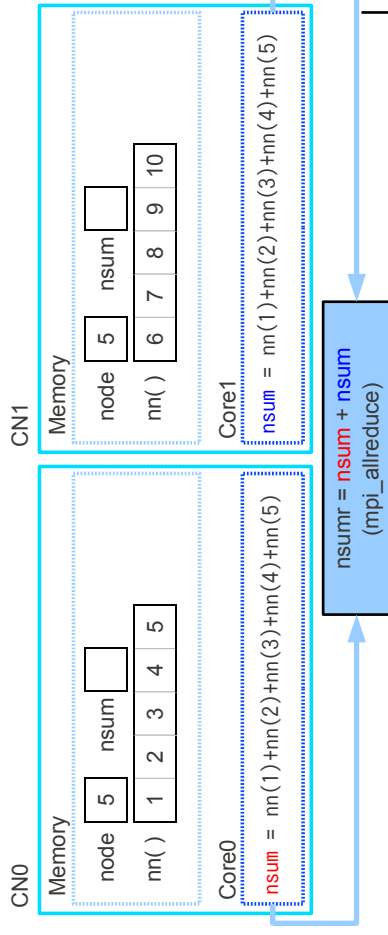 CN0
Memory
node 5 nsum
nn( ) 1 2 3 4 5
Core0
nsum = nn(1)+nn(2)+nn(3)+nn(4)+nn(5)
CN1
Memory
node 5 nsum
nn( ) 6 7 8 9 10
Core1
nsum = nn(1)+nn(2)+nn(3)+nn(4)+nn(5)
nsumr = nsum + nsum
(mpi_allreduce)